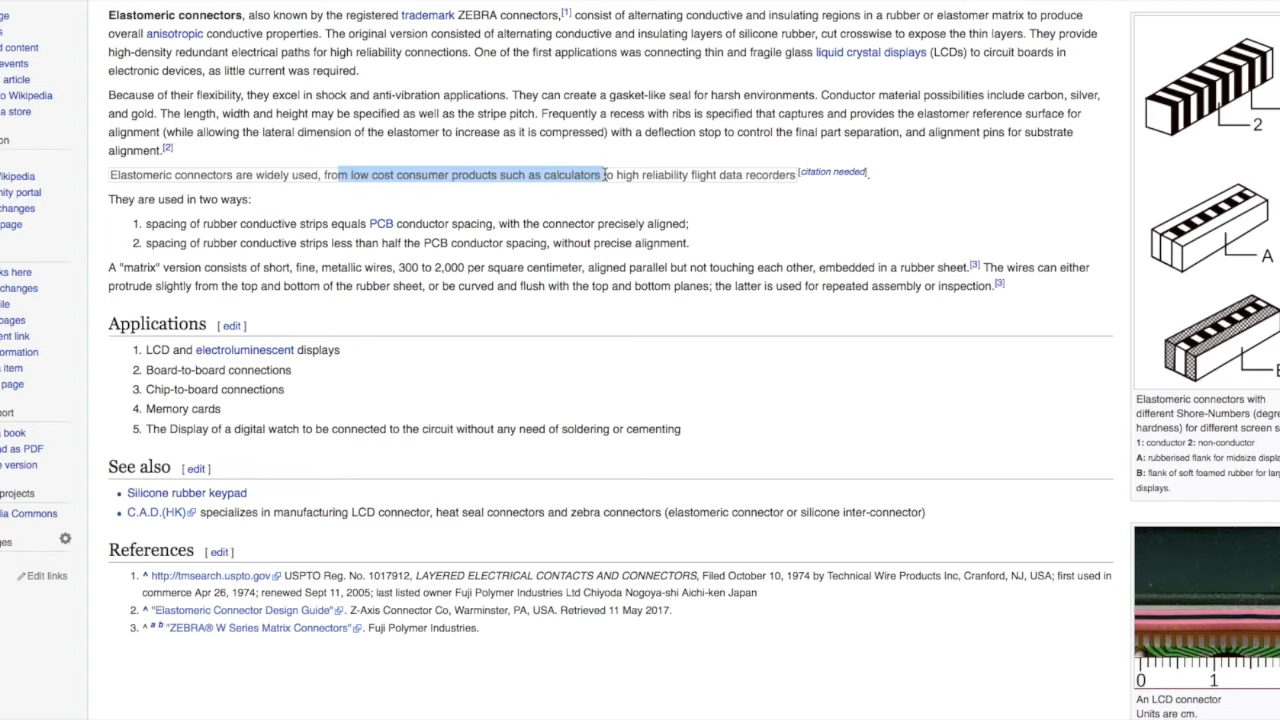 ge
s
d content
events
article
to Wikipedia
a store
on
Wikipedia
nity portal
changes
page
ks here
changes
ile
pages
ent link
ormation
a item
page
port
a book
ad as PDF
e version
projects
ia Commons
ges
Edit links
Elastomeric connectors, also known by the registered trademark ZEBRA connectors,[1] consist of alternating conductive and insulating regions in a rubber or elastomer matrix to produce
overall anisotropic conductive properties. The original version consisted of alternating conductive and insulating layers of silicone rubber, cut crosswise to expose the thin layers. They provide
high-density redundant electrical paths for high reliability connections. One of the first applications was connecting thin and fragile glass liquid crystal displays (LCDs) to circuit boards in
electronic devices, as little current was required.
Because of their flexibility, they excel in shock and anti-vibration applications. They can create a gasket-like seal for harsh environments. Conductor material possibilities include carbon, silver,
and gold. The length, width and height may be specified as well as the stripe pitch. Frequently a recess with ribs is specified that captures and provides the elastomer reference surface for
alignment (while allowing the lateral dimension of the elastomer to increase as it is compressed) with a deflection stop to control the final part separation, and alignment pins for substrate
alignment.[2]
Elastomeric connectors are widely used, from low cost consumer products such as calculators to high reliability flight data recorders [citation needed].
They are used in two ways:
1. spacing of rubber conductive strips equals PCB conductor spacing, with the connector precisely aligned;
2. spacing of rubber conductive strips less than half the PCB conductor spacing, without precise alignment.
A "matrix" version consists of short, fine, metallic wires, 300 to 2,000 per square centimeter, aligned parallel but not touching each other, embedded in a rubber sheet.[3] The wires can either
protrude slightly from the top and bottom of the rubber sheet, or be curved and flush with the top and bottom planes; the latter is used for repeated assembly or inspection.[3]
Applications [ edit ]
1. LCD and electroluminescent displays
2. Board-to-board connections
3. Chip-to-board connections
4. Memory cards
5. The Display of a digital watch to be connected to the circuit without any need of soldering or cementing
See also [ edit ]
• Silicone rubber keypad
• C.A.D.(HK) specializes in manufacturing LCD connector, heat seal connectors and zebra connectors (elastomeric connector or silicone inter-connector)
References [ edit ]
1. ^ http://tmsearch.uspto.gov USPTO Reg. No. 1017912, LAYERED ELECTRICAL CONTACTS AND CONNECTORS, Filed October 10, 1974 by Technical Wire Products Inc, Cranford, NJ, USA; first used in
commerce Apr 26, 1974; renewed Sept 11, 2005; last listed owner Fuji Polymer Industries Ltd Chiyoda Nogoya-shi Aichi-ken Japan
2. ^ "Elastomeric Connector Design Guide". Z-Axis Connector Co, Warminster, PA, USA. Retrieved 11 May 2017.
3. ^ a b "ZEBRA® W Series Matrix Connectors". Fuji Polymer Industries.
2
A
Elastomeric connectors with
different Shore-Numbers (degre
hardness) for different screen s
1: conductor 2: non-conductor
A: rubberised flank for midsize displa
B: flank of soft foamed rubber for larg
displays.
0 1
An LCD connector
Units are cm.